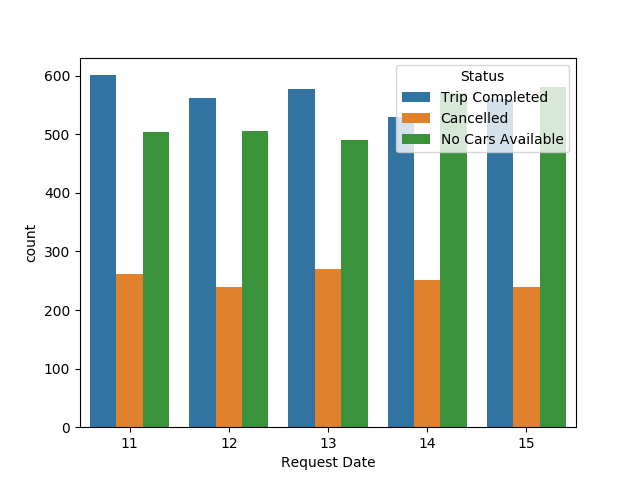 Status
Trip Completed
Cancelled
No Cars Available
600
500
400
300
200
100
0
count
11 12 13 14 15
Request Date